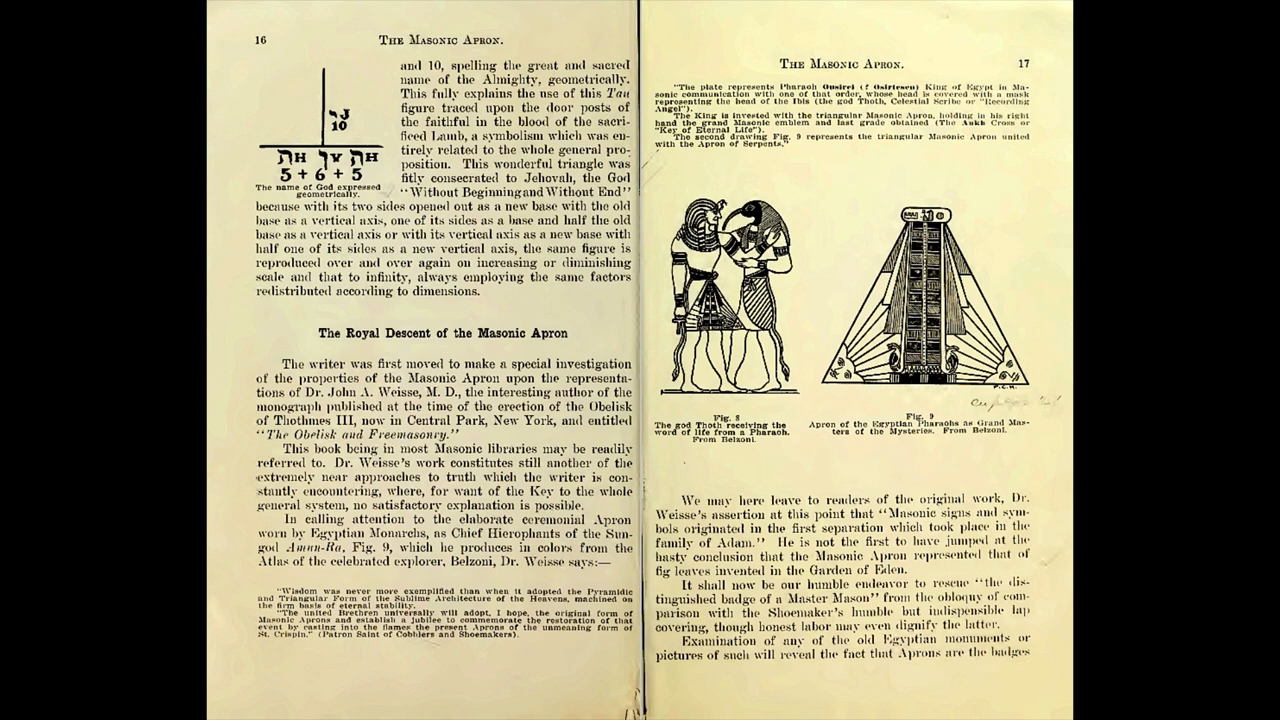 16
THE MASONIC APRON.
י J
10
הH וV הH
5 + 6 + 5
The name of God expressed
geometrically.
and 10, spelling the great and sacred
name of the Almighty, geometrically.
This fully explains the use of this Tau
figure traced upon the door posts of
the faithful in the blood of the sacri-
ficed Lamb, a symbolism which was en-
tirely related to the whole general pro-
position. This wonderful triangle was
fitly consecrated to Jehovah, the God
"Without Beginning and Without End"
because with its two sides opened out as a new base with the old
base as a vertical axis, one of its sides as a base and half the old
base as a vertical axis or with its vertical axis as a new base with
half one of its sides as a new vertical axis, the same figure is
reproduced over and over again on increasing or diminishing
scale and that to infinity, always employing the same factors
redistributed according to dimensions.
The Royal Descent of the Masonic Apron
The writer was first moved to make a special investigation
of the properties of the Masonic Apron upon the representa-
tions of Dr. John A. Weisse, M. D., the interesting author of the
monograph published at the time of the erection of the Obelisk
of Thothmes III, now in Central Park, New York, and entitled
"The Obelisk and Freemasonry."
This book being in most Masonic libraries may be readily
referred to. Dr. Weisse's work constitutes still another of the
extremely near approaches to truth which the writer is con-
stantly encountering, where, for want of the Key to the whole
general system, no satisfactory explanation is possible.
In calling attention to the elaborate ceremonial Apron
worn by Egyptian Monarchs, as Chief Hierophants of the Sun-
god Amun-Ra, Fig. 9, which he produces in colors from the
Atlas of the celebrated explorer, Belzoni, Dr. Weisse says:—
"Wisdom was never more exemplified than when it adopted the Pyramidic
and Triangular Form of the Sublime Architecture of the Heavens, machined on
the firm basis of eternal stability.
"The united Brethren universally will adopt, I hope, the original form of
Masonic Aprons and establish a jubilee to commemorate the restoration of that
event by casting into the flames the present Aprons of the unmeaning form of
St. Crispin." (Patron Saint of Cobblers and Shoemakers).
THE MASONIC APRON.
17
"The plate represents Pharaoh Ousirei (f Osirtesen) King of Egypt in Ma-
sonic communication with one of that order, whose head is covered with a mask
representing the head of the Ibis (the god Thoth, Celestial Scribe or "Recording
Angel").
The King is invested with the triangular Masonic Apron, holding in his right
hand the grand Masonic emblem and last grade obtained (The Ankh Cross or
"Key of Eternal Life").
"The second drawing Fig. 9 represents the triangular Masonic Apron united
with the Apron of Serpents."
P.C.H.
Fig. 8
The god Thoth receiving the
word of life from a Pharaoh.
From Belzoni.
Fig. 9
Apron of the Egyptian Pharaohs as Grand Mas-
ters of the Mysteries. From Belzoni.
We may here leave to readers of the original work, Dr.
Weisse's assertion at this point that "Masonic signs and sym-
bols originated in the first separation which took place in the
family of Adam." He is not the first to have jumped at the
hasty conclusion that the Masonic Apron represented that of
fig leaves invented in the Garden of Eden.
It shall now be our humble endeavor to rescue "the dis-
tinguished badge of a Master Mason" from the obloquy of com-
parison with the Shoemaker's humble but indispensible lap
covering, though honest labor may even dignify the latter.
Examination of any of the old Egyptian monuments or
pictures of such will reveal the fact that Aprons are the badges